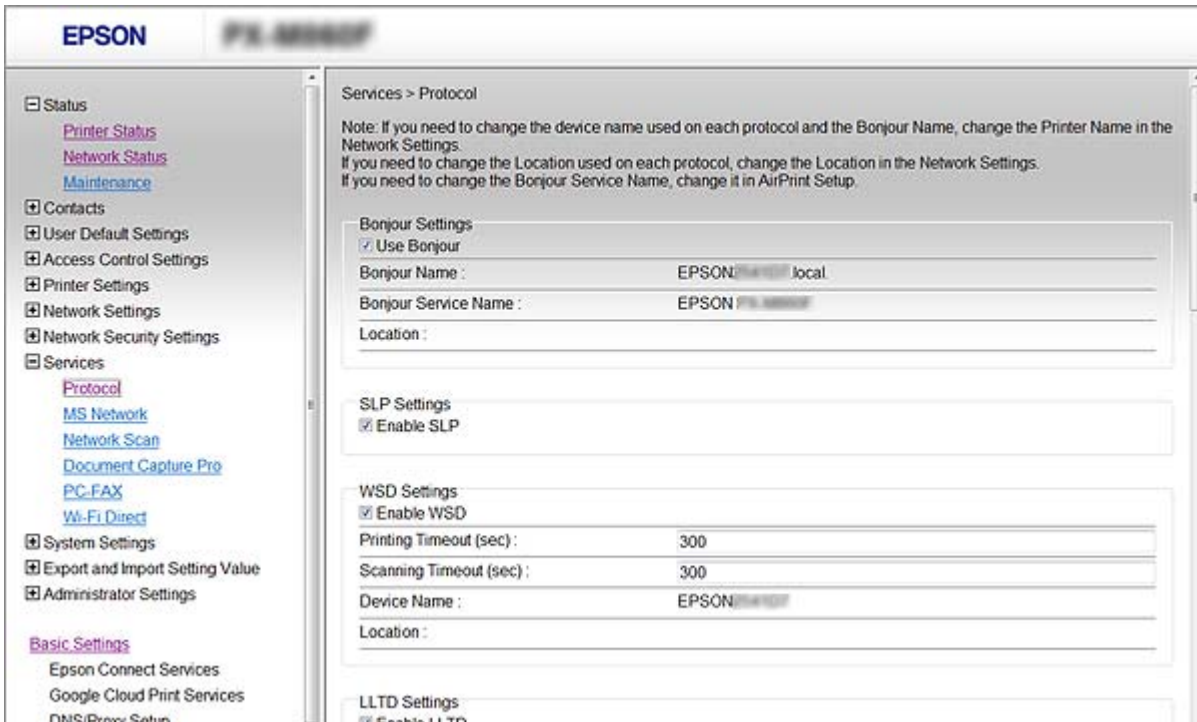 EPSON
Status
Printer Status
Network Status
Maintenance
Contacts
User Default Settings
Access Control Settings
Printer Settings
Network Settings
Network Security Settings
Services
Protocol
MS Network
Network Scan
Document Capture Pro
PC-FAX
Wi-Fi Direct
System Settings
Export and Import Setting Value
Administrator Settings
Basic Settings
Epson Connect Services
Google Cloud Print Services
DNS/Proxy Setup
Services > Protocol
Note: If you need to change the device name used on each protocol and the Bonjour Name, change the Printer Name in the
Network Settings.
If you need to change the Location used on each protocol, change the Location in the Network Settings.
If you need to change the Bonjour Service Name, change it in AirPrint Setup.
Bonjour Settings
Use Bonjour
Bonjour Name : EPSON .local.
Bonjour Service Name : EPSON
Location :
SLP Settings
Enable SLP
WSD Settings
Enable WSD
Printing Timeout (sec) : 300
Scanning Timeout (sec) : 300
Device Name : EPSON
Location :
LLTD Settings
Enable LLTD